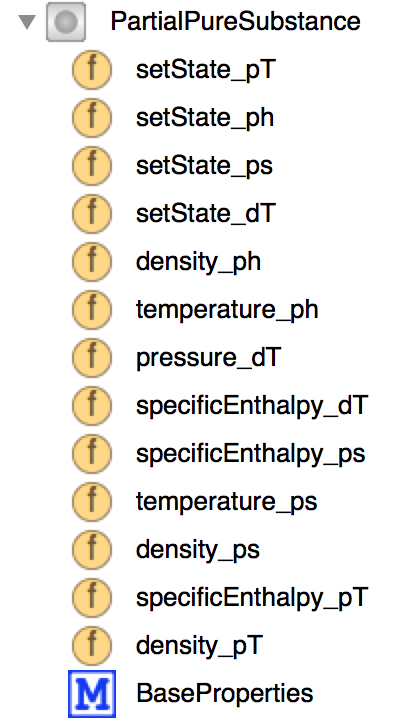 PartialPureSubstance
f setState_pT
f setState_ph
f setState_ps
f setState_dT
f density_ph
f temperature_ph
f pressure_dT
f specificEnthalpy_dT
f specificEnthalpy_ps
f temperature_ps
f density_ps
f specificEnthalpy_pT
f density_pT
M BaseProperties